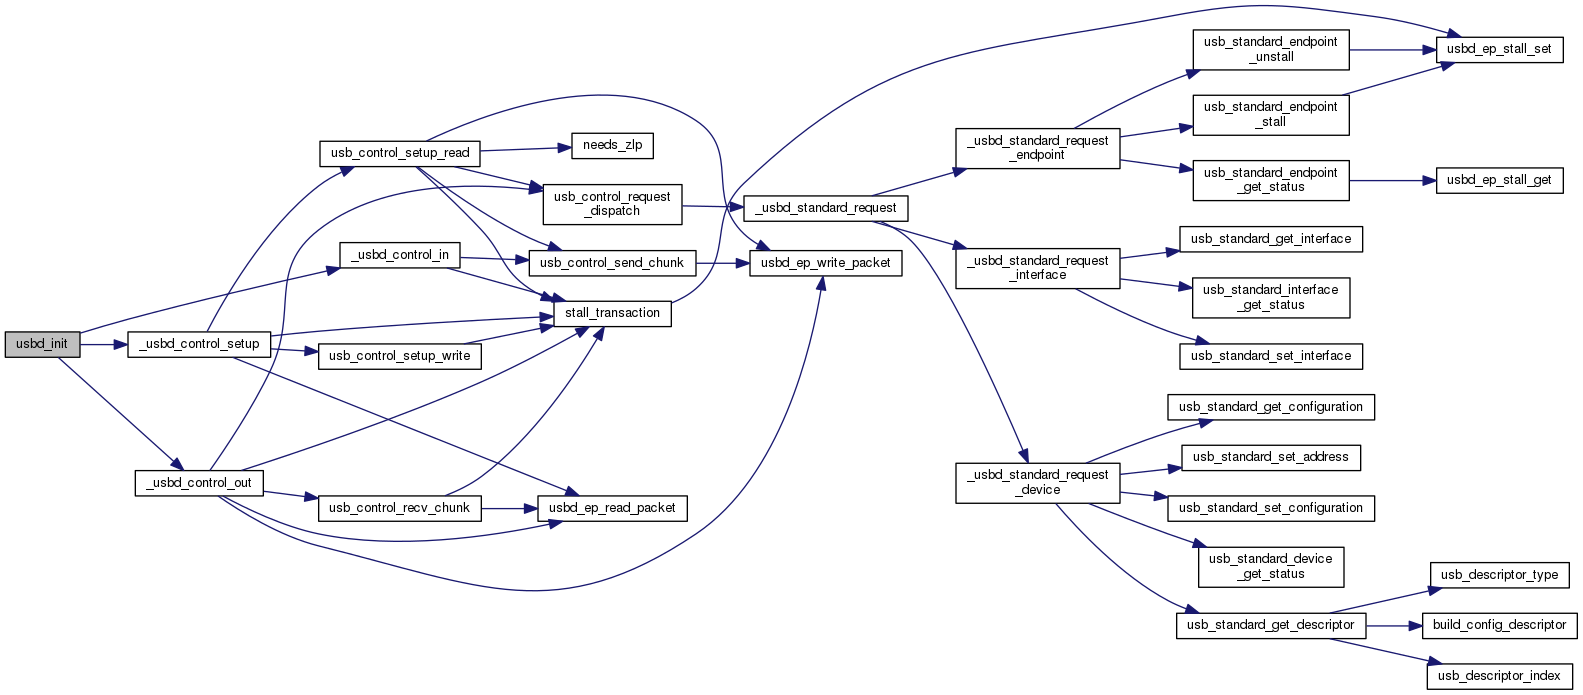 usbd_init
_usbd_control_in
_usbd_control_setup
_usbd_control_out
usb_control_setup_read
usb_control_setup_write
usb_control_recv_chunk
needs_zlp
usb_control_request
_dispatch
usb_control_send_chunk
stall_transaction
usbd_ep_read_packet
_usbd_standard_request
usbd_ep_write_packet
_usbd_standard_request
_endpoint
_usbd_standard_request
_interface
_usbd_standard_request
_device
usb_standard_endpoint
_unstall
usb_standard_endpoint
_stall
usb_standard_endpoint
_get_status
usb_standard_get_interface
usb_standard_interface
_get_status
usb_standard_set_interface
usb_standard_get_configuration
usb_standard_set_address
usb_standard_set_configuration
usb_standard_device
_get_status
usb_standard_get_descriptor
usbd_ep_stall_set
usbd_ep_stall_get
usb_descriptor_type
build_config_descriptor
usb_descriptor_index